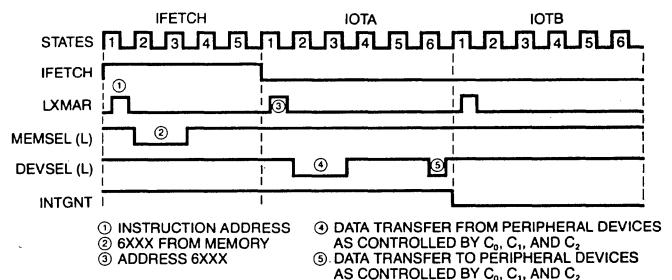 IFETCH IOTA IOTB
STATES 1 2 3 4 5 1 2 3 4 5 6 1 2 3 4 5 6
IFETCH
①
LXMAR ③
MEMSEL (L) ②
DEVSEL (L) ④ ⑤
INTGNT
① INSTRUCTION ADDRESS
② 6XXX FROM MEMORY
③ ADDRESS 6XXX
④ DATA TRANSFER FROM PERIPHERAL DEVICES
AS CONTROLLED BY C₀, C₁, AND C₂
⑤ DATA TRANSFER TO PERIPHERAL DEVICES
AS CONTROLLED BY C₀, C₁, AND C₂